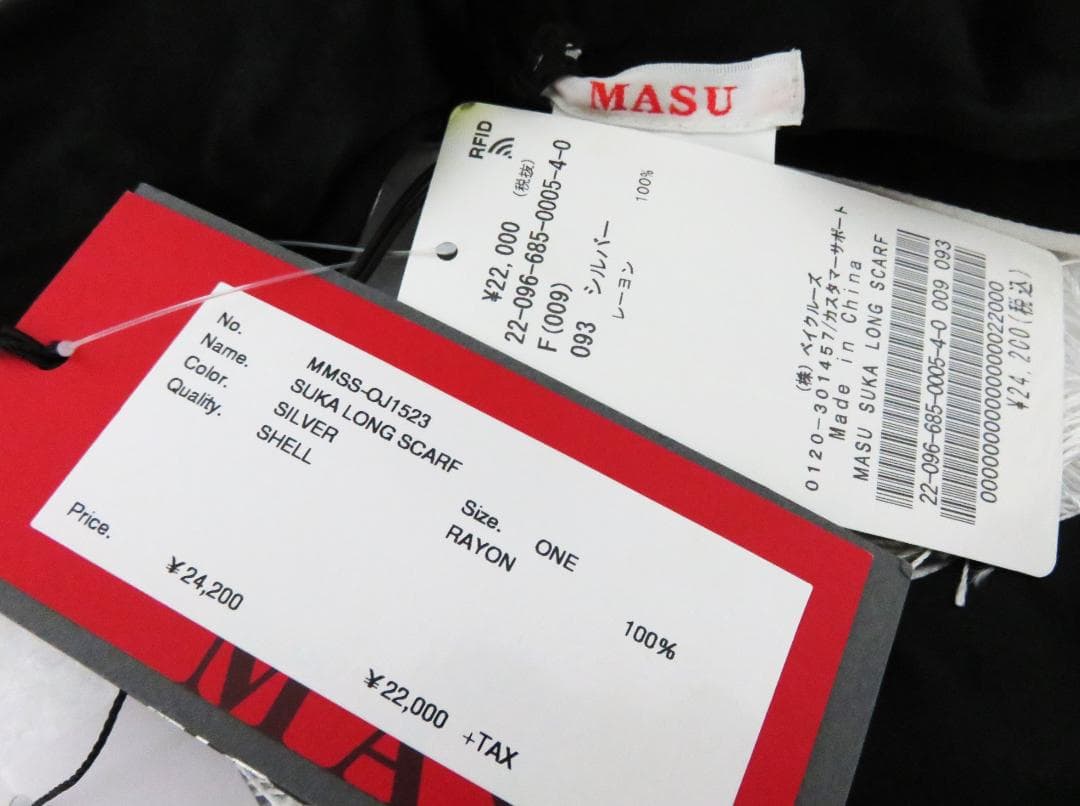 MASU
RFID
¥22,000 (税抜)
22-096-685-0005-4-0
F(009)
093 シルバー
レーヨン 100%
(株)ベイクルーズ
0120-301457/カスタマーサポート
Made in China
MASU SUKA LONG SCARF
22-096-685-0005-4-0 009 093
¥24,200(税込)
No. MMSS-OJ1523
Name. SUKA LONG SCARF
Color. SILVER
Quality. SHELL
Size. ONE
RAYON 100%
Price. ¥24,200
¥22,000 +TAX
MA